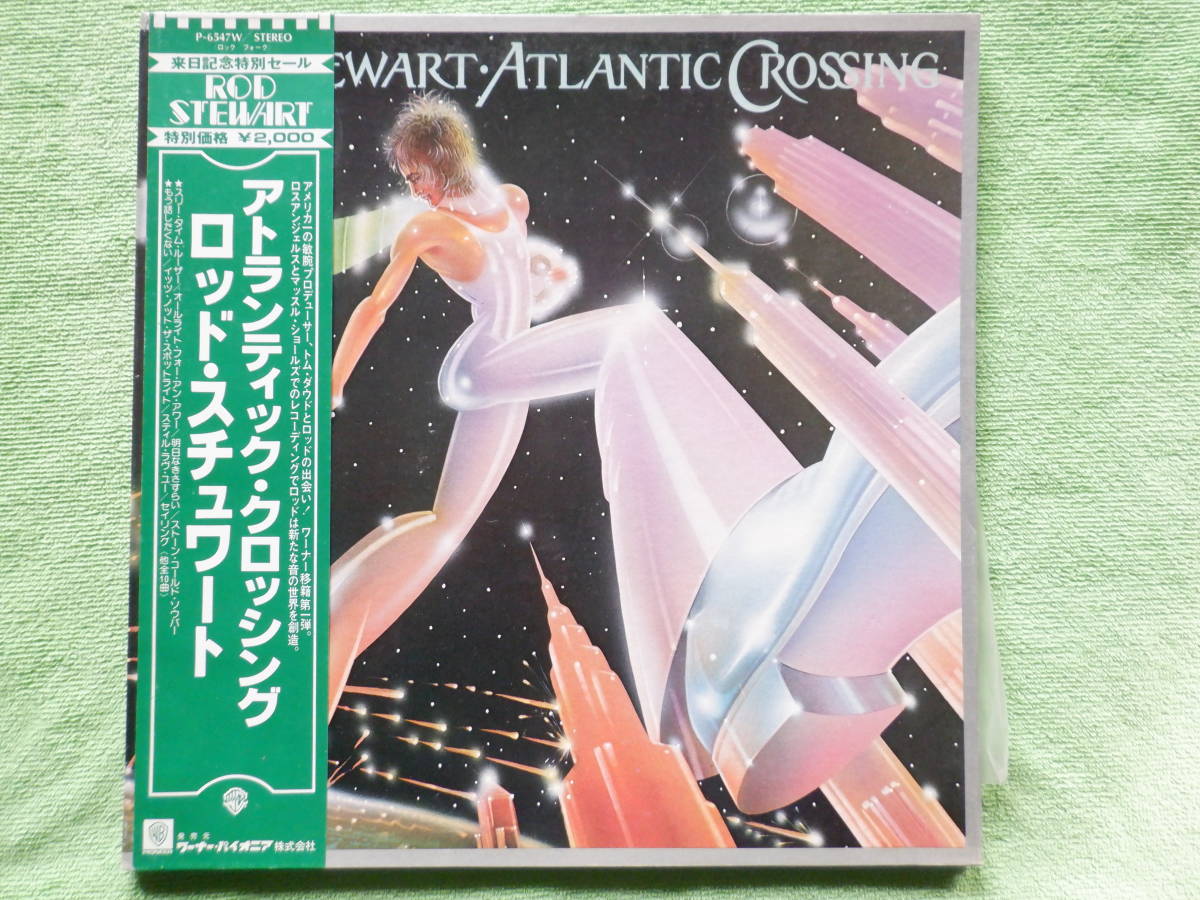 P-6547W/STEREO
ロック フォーク
来日記念特別セール
ROD
STEWART
特別価格 ¥2,000
アメリカ一の敏腕プロデューサー、トム・ダウドとロッドの出会い! ワーナー移籍第一弾。
ロスアンジェルスとマッスル・ショールズでのレコーディングでロッドは新たな音の世界を創造。
アトランティック・クロッシング
ロッド・スチュワート
★スリー・タイム・ルーザー/オールライト・フォー・アン・アワー/明日なきさすらい/ストーン・コールド・ソウバー
★もう話したくない/イッツ・ノット・ザ・スポットライト/スティル・ラヴ・ユー/セイリング (他全10曲)
発売元
ワーナー・パイオニア株式会社
EWART・ATLANTIC CROSSING